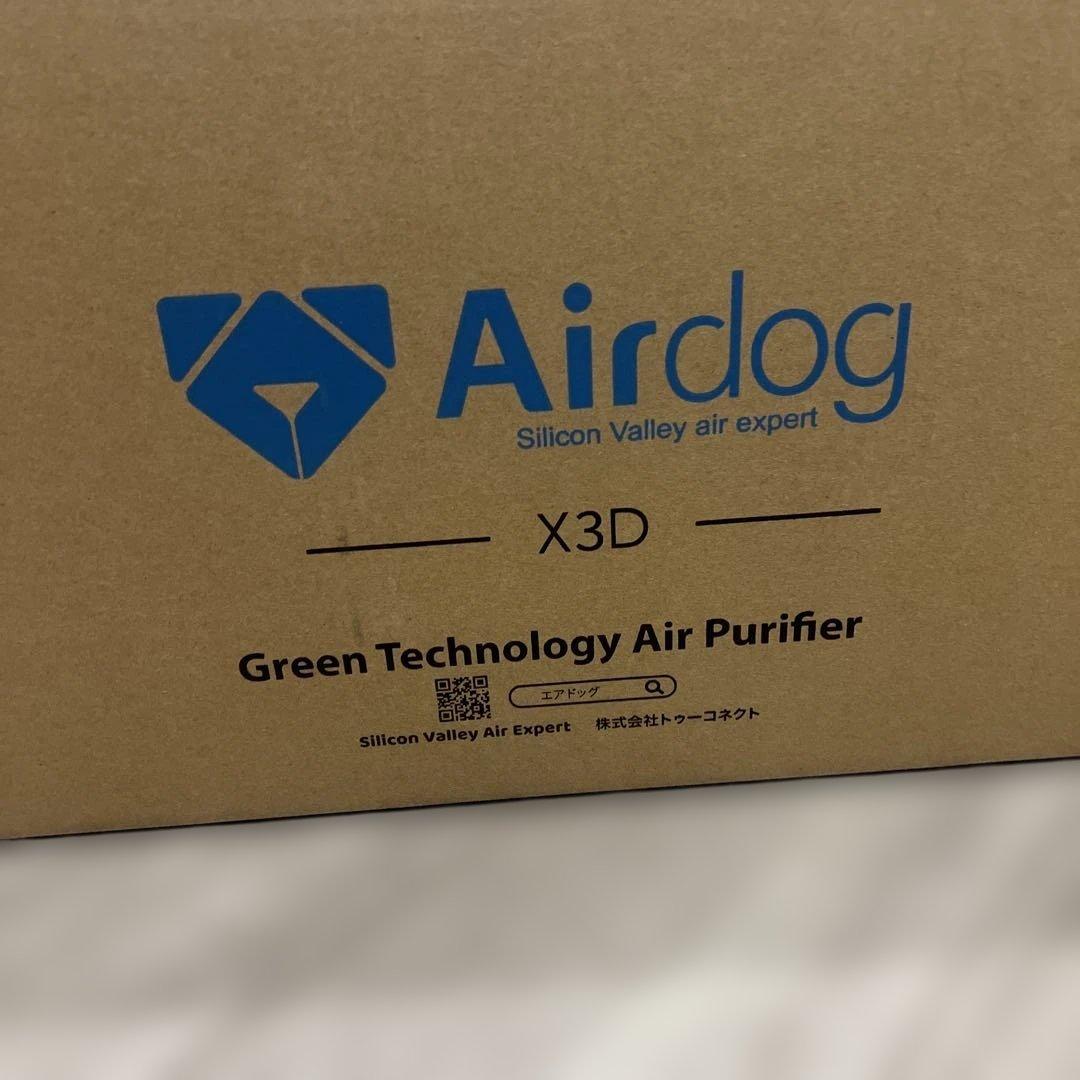 Airdog
Silicon Valley air expert
X3D
Green Technology Air Purifier
エアドッグ
Silicon Valley Air Expert 株式会社トゥーコネクト